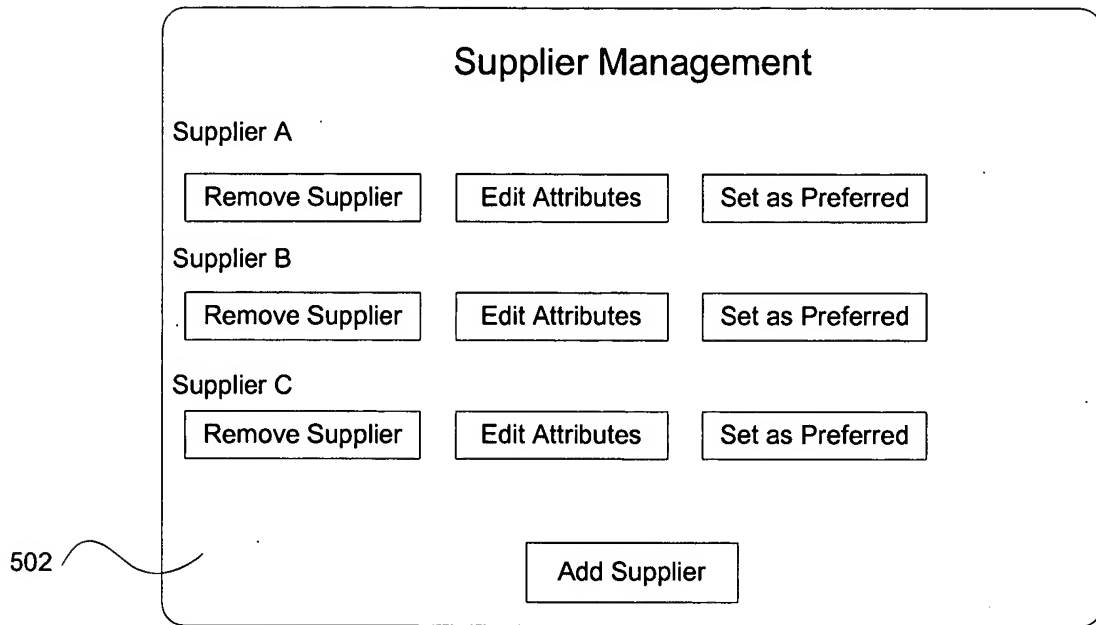 Supplier Management
Supplier A
Remove Supplier Edit Attributes Set as Preferred
Supplier B
Remove Supplier Edit Attributes Set as Preferred
Supplier C
Remove Supplier Edit Attributes Set as Preferred
502
Add Supplier